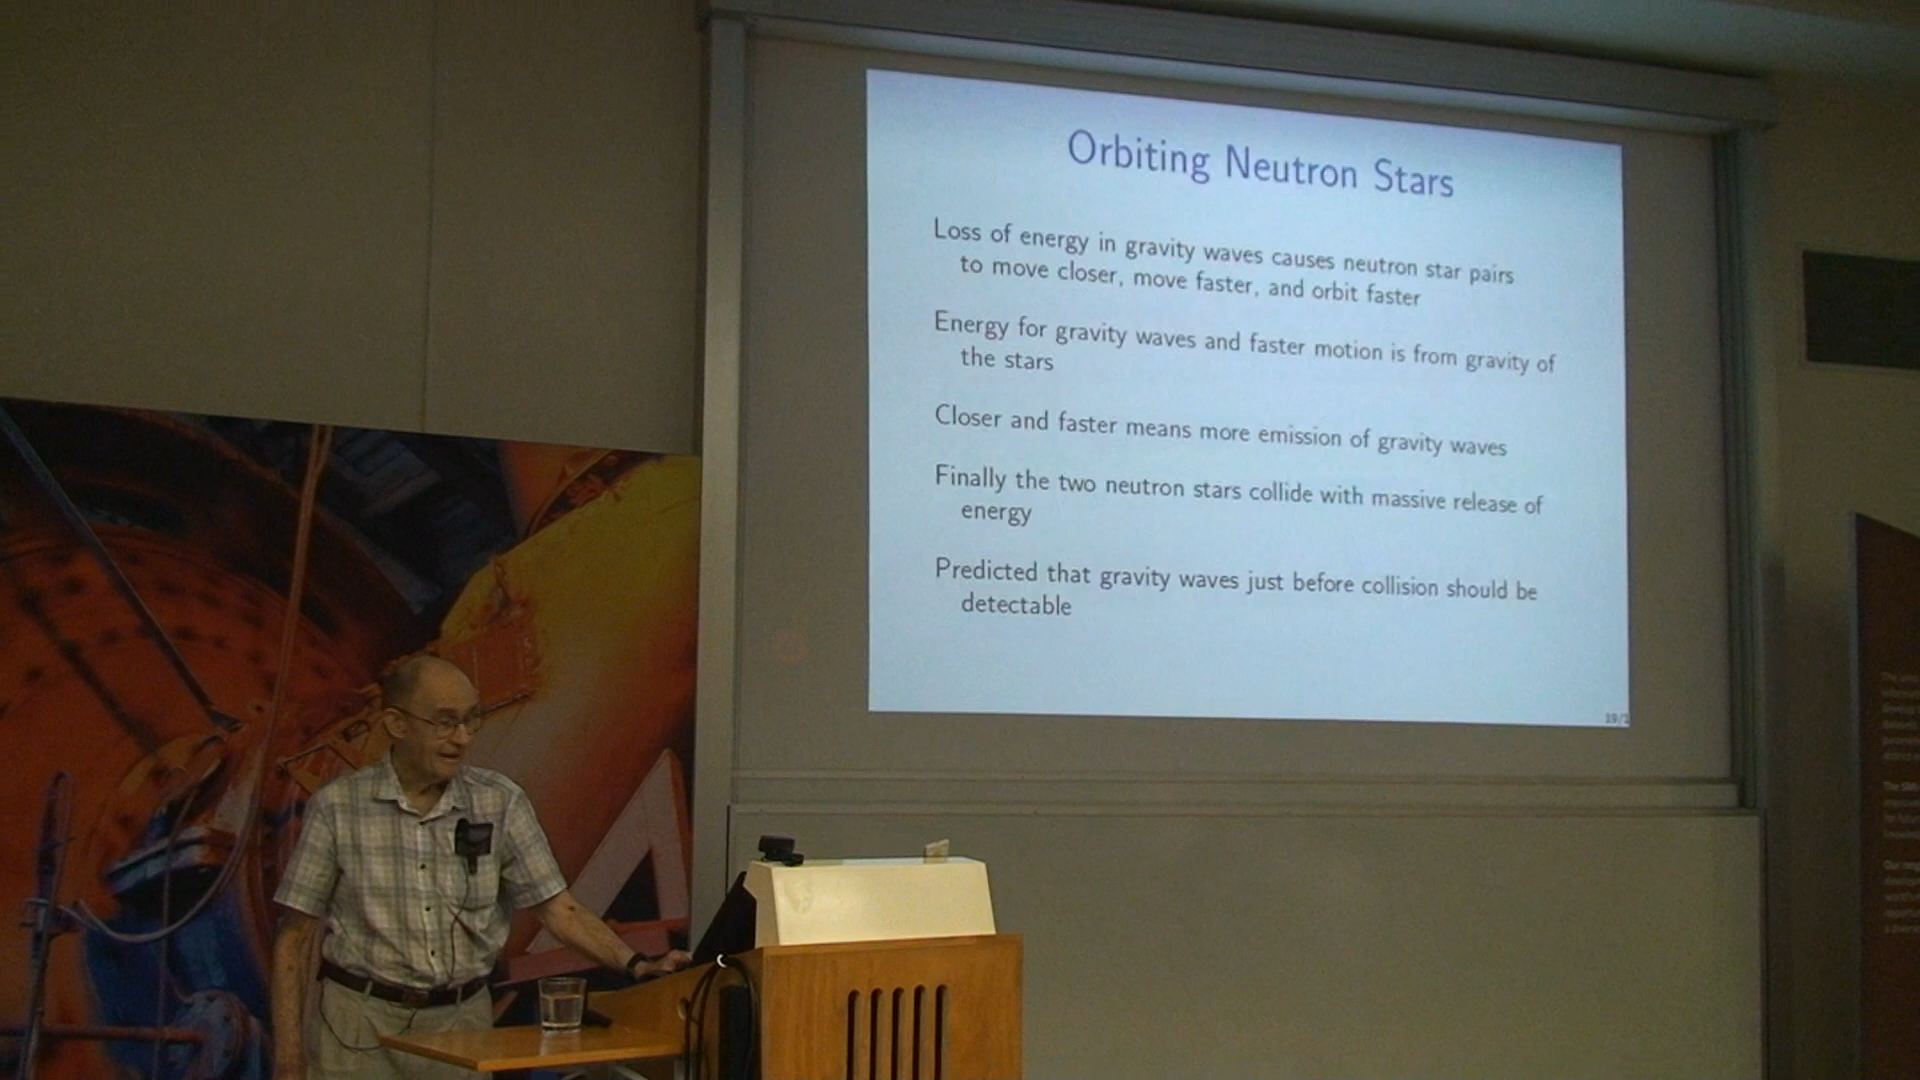 Orbiting Neutron Stars
Loss of energy in gravity waves causes neutron star pairs
to move closer, move faster, and orbit faster
Energy for gravity waves and faster motion is from gravity of
the stars
Closer and faster means more emission of gravity waves
Finally the two neutron stars collide with massive release of
energy
Predicted that gravity waves just before collision should be
detectable
19/